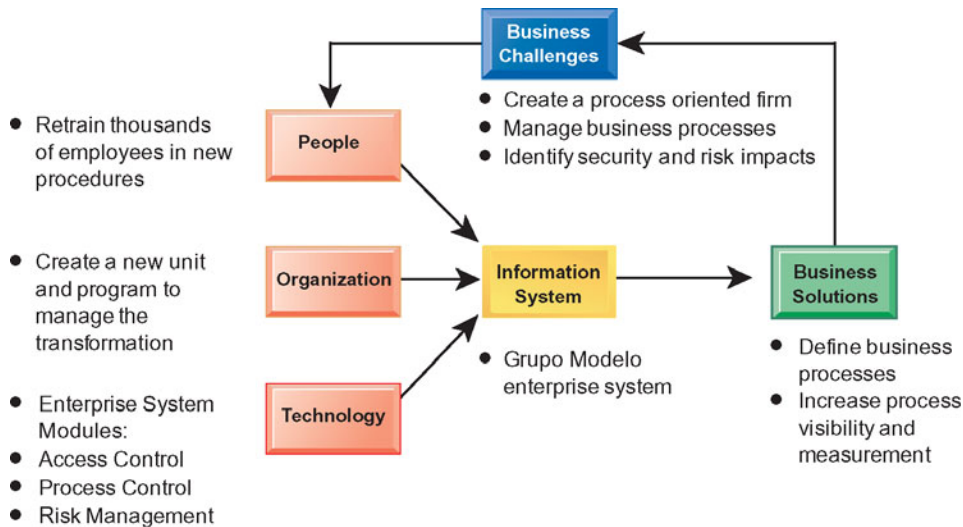 Business
Challenges
• Create a process oriented firm
• Manage business processes
• Identify security and risk impacts
• Retrain thousands
of employees in new
procedures
People
• Create a new unit
and program to
manage the
transformation
Organization
Information
System
Business
Solutions
• Grupo Modelo
enterprise system
• Define business
processes
• Increase process
visibility and
measurement
• Enterprise System
Modules:
• Access Control
• Process Control
• Risk Management
Technology